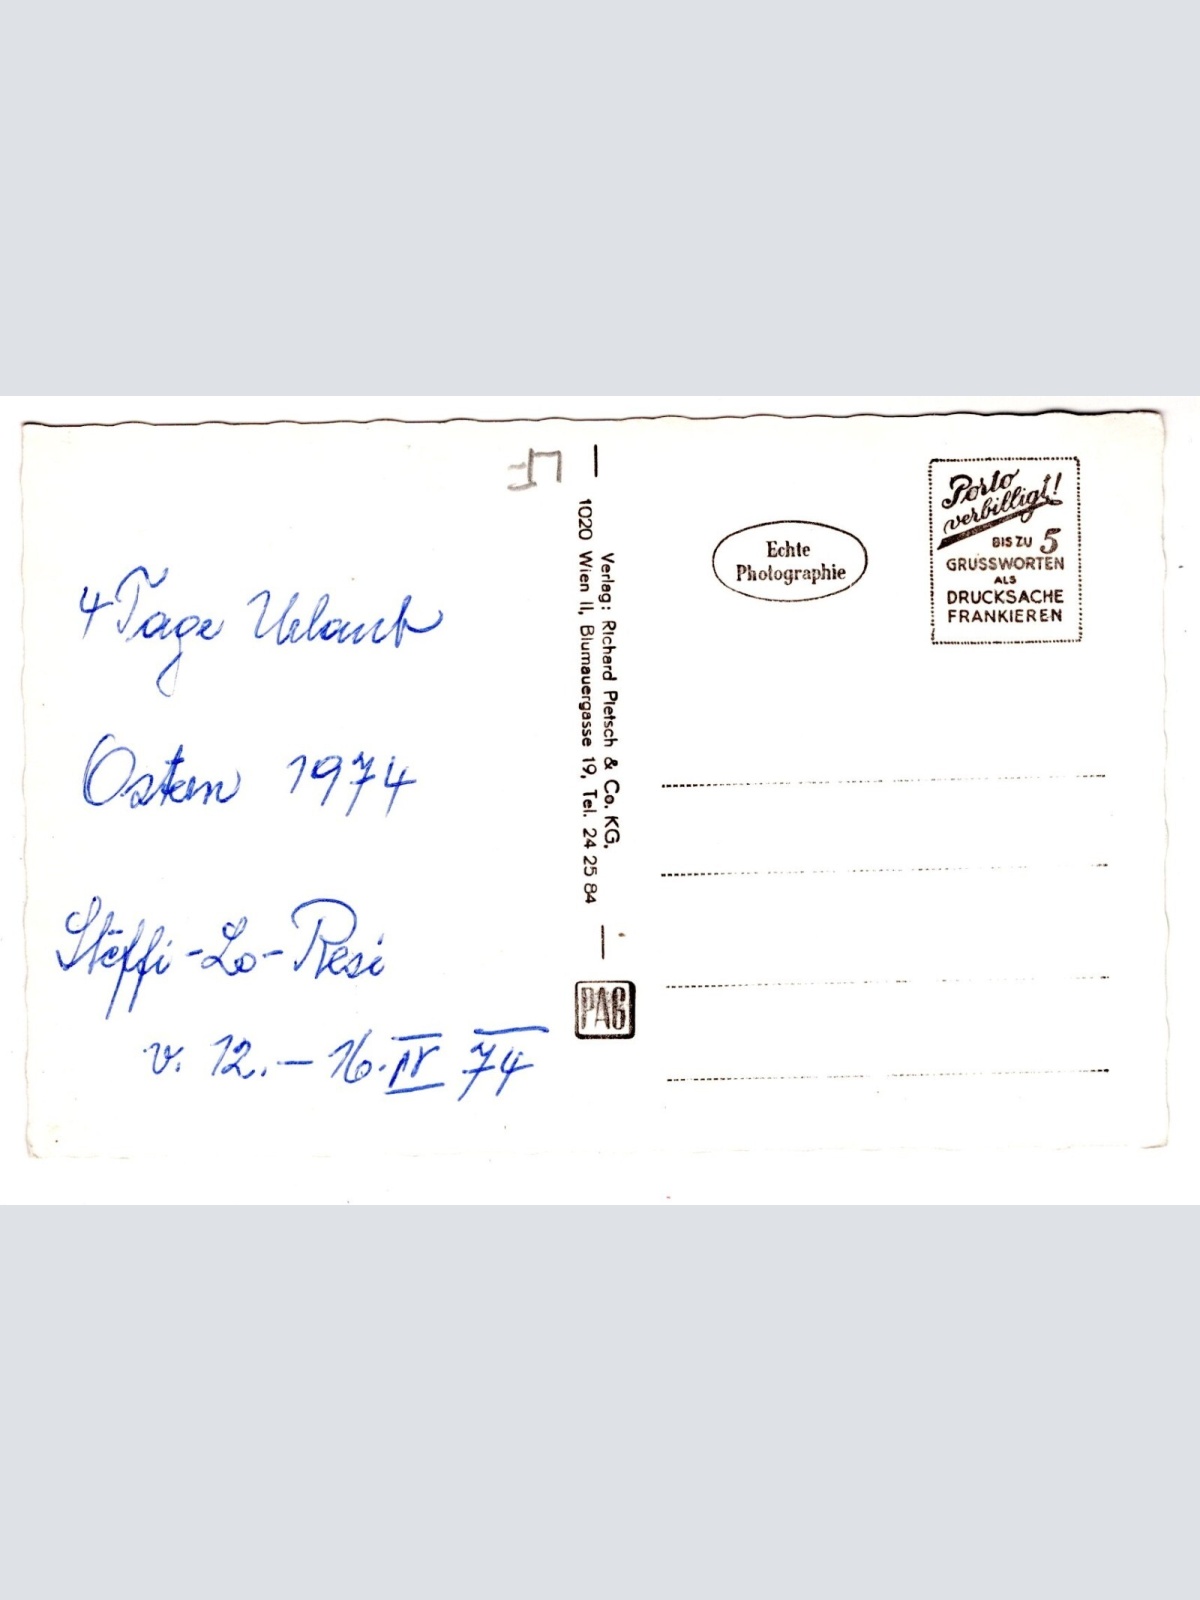 4 Tage Urlaub
Ostern 1974
Steffi-Lo-Resi
v. 12.–16. IV 74
Verlag: Richard Pietsch & Co. KG,
1020 Wien II, Blumauergasse 19, Tel. 24 25 84
PAG
Echte
Photographie
Porto
verbilligt!
BIS ZU 5
GRUSSWORTEN
ALS
DRUCKSACHE
FRANKIEREN